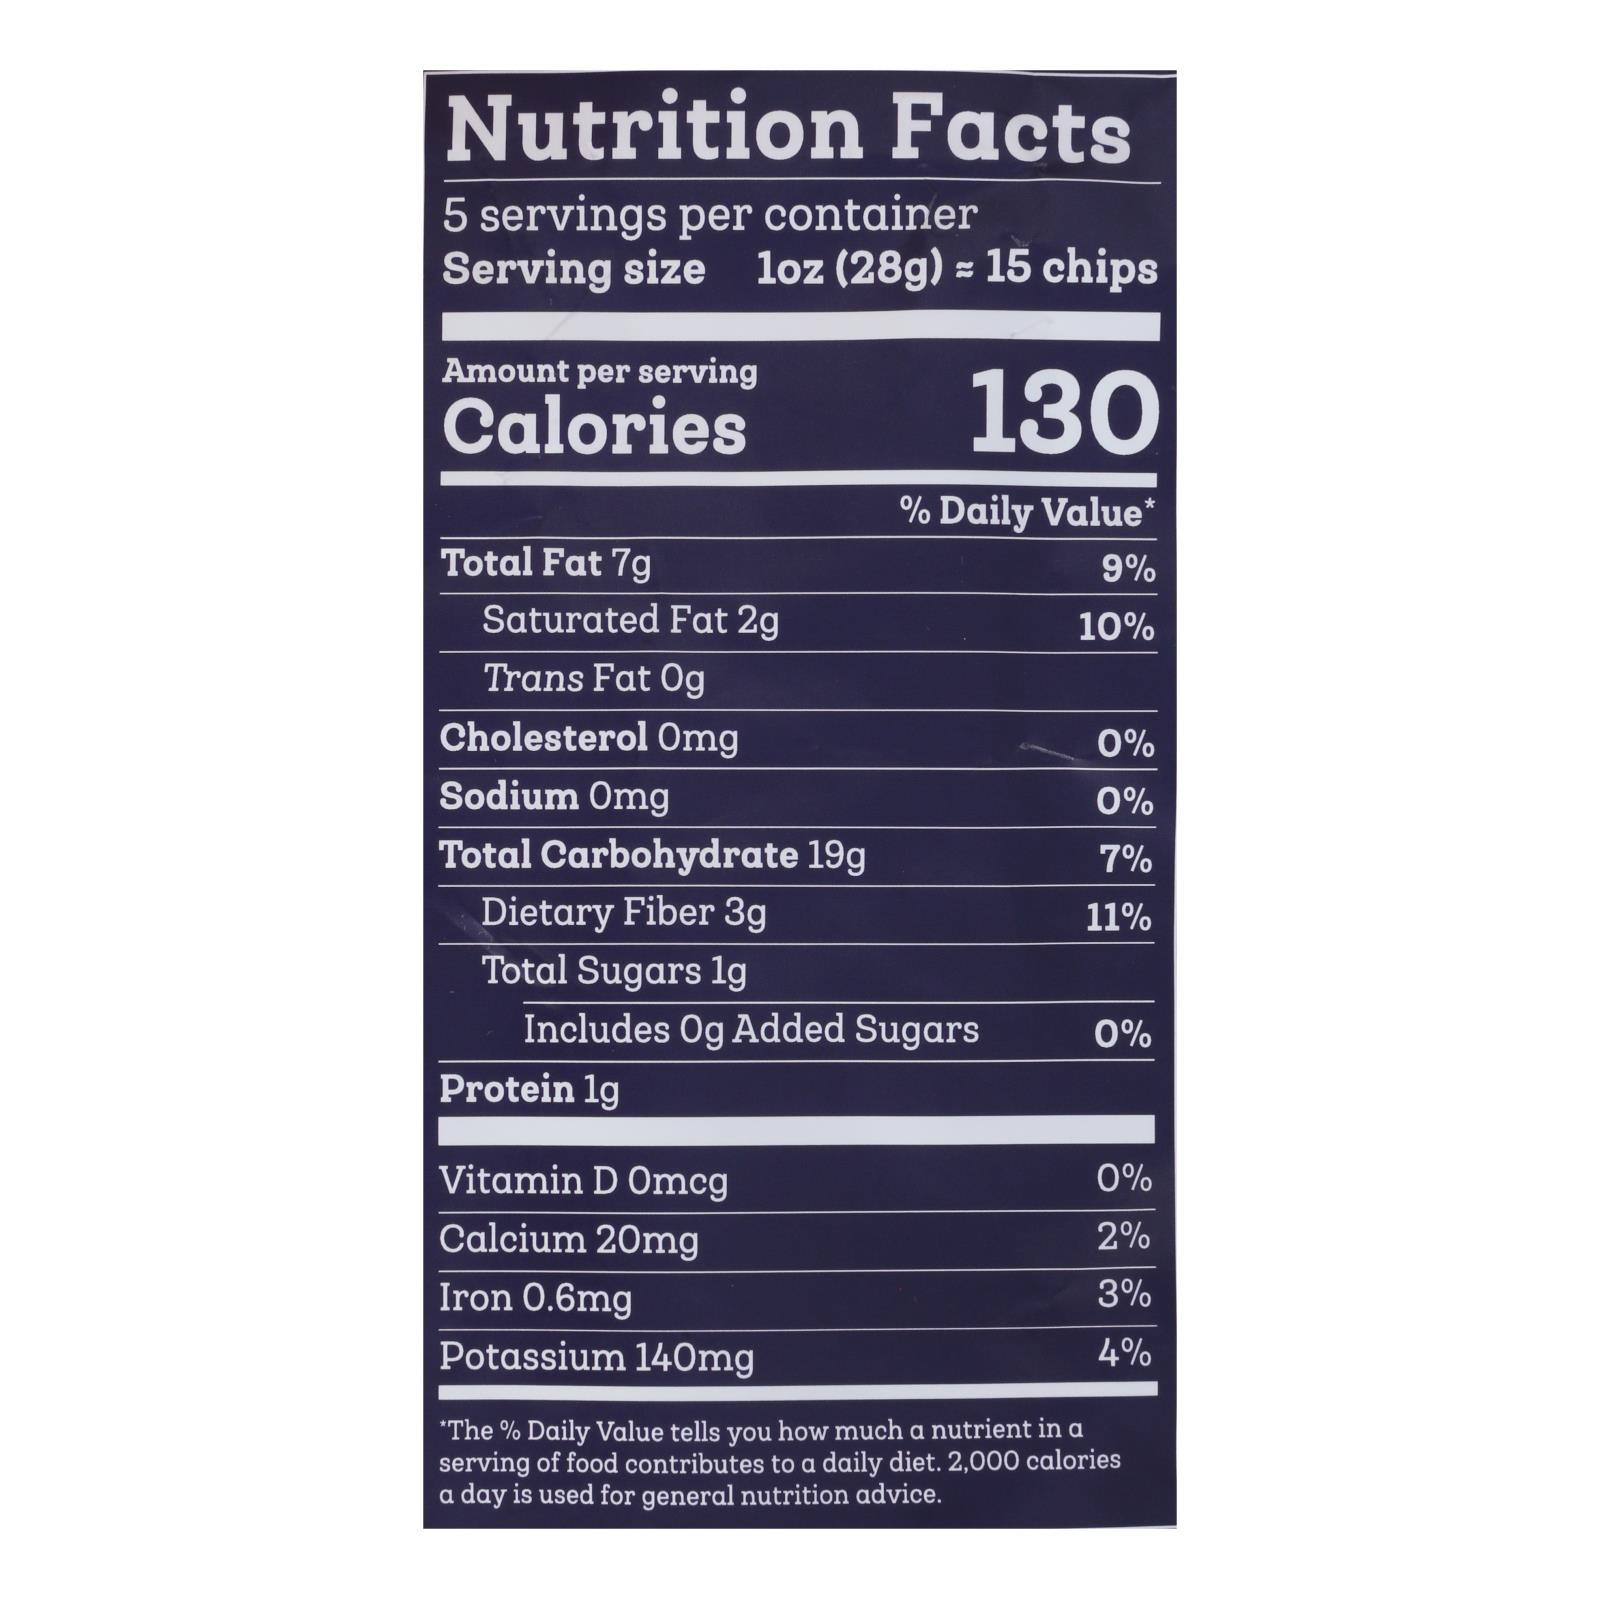 Nutrition Facts
5 servings per container
Serving size 1oz (28g) ≈ 15 chips
Amount per serving
Calories 130
% Daily Value*
Total Fat 7g 9%
Saturated Fat 2g 10%
Trans Fat 0g
Cholesterol 0mg 0%
Sodium 0mg 0%
Total Carbohydrate 19g 7%
Dietary Fiber 3g 11%
Total Sugars 1g
Includes 0g Added Sugars 0%
Protein 1g
Vitamin D 0mcg 0%
Calcium 20mg 2%
Iron 0.6mg 3%
Potassium 140mg 4%
*The % Daily Value tells you how much a nutrient in a
serving of food contributes to a daily diet. 2,000 calories
a day is used for general nutrition advice.